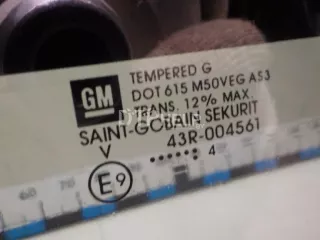 GM
TEMPERED G
DOT 615 M50VEG AS3
TRANS. 12% MAX.
SAINT-GOBAIN SEKURIT
V
43R-004561
E9
...... 4